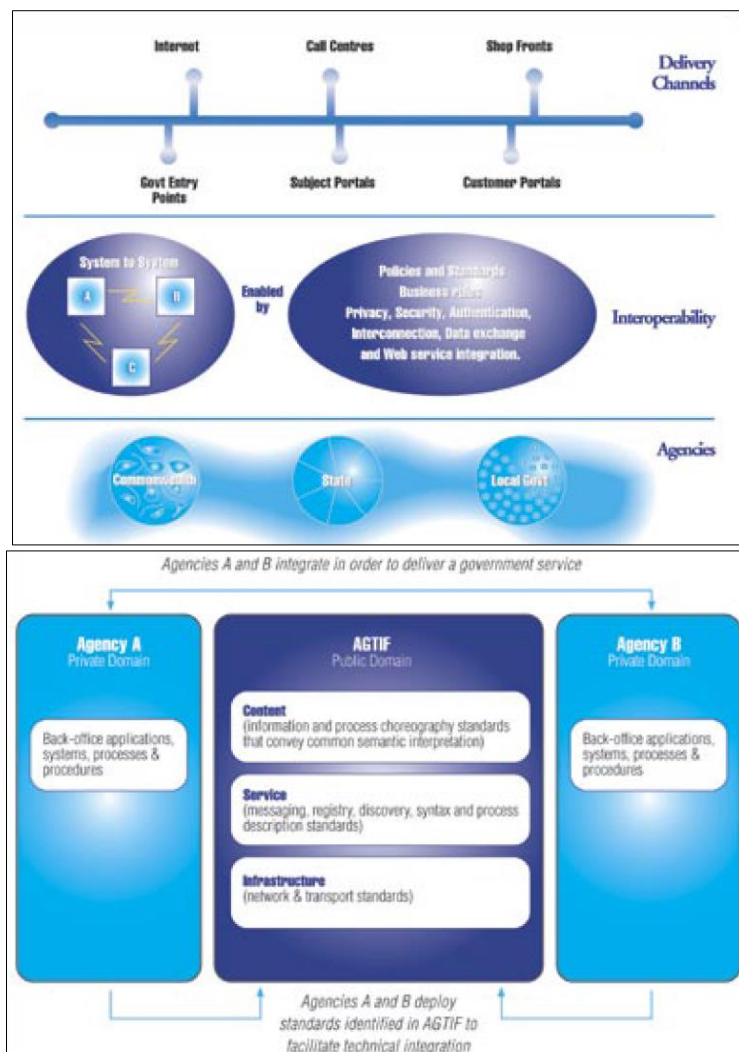 Internet
Call Centres
Shop Fronts
Delivery
Channels
Govt Entry
Points
Subject Portals
Customer Portals
System to System
A
B
C
Enabled
by
Policies and Standards
Business rules
Privacy, Security, Authentication,
Interconnection, Data exchange
and Web service integration.
Interoperability
Agencies
Commonwealth
State
Local Govt
Agencies A and B integrate in order to deliver a government service
Agency A
Private Domain
Back-office applications,
systems, processes &
procedures
AGTIF
Public Domain
Content
(information and process choreography standards
that convey common semantic interpretation)
Service
(messaging, registry, discovery, syntax and process
description standards)
Infrastructure
(network & transport standards)
Agency B
Private Domain
Back-office applications,
systems, processes &
procedures
Agencies A and B deploy
standards identified in AGTIF to
facilitate technical integration